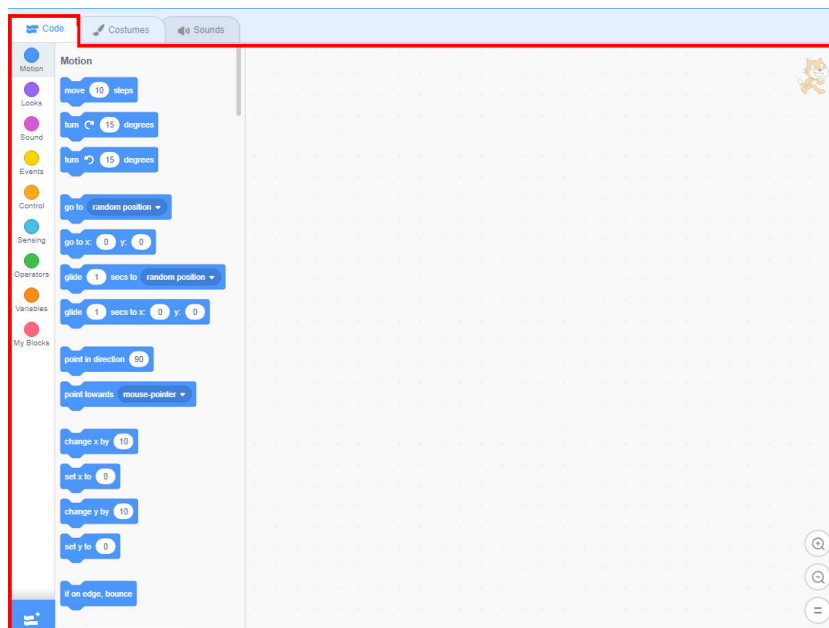 Code Costumes Sounds
Motion
Looks
Sound
Events
Control
Sensing
Operators
Variables
My Blocks
Motion
move 10 steps
turn 15 degrees
turn 15 degrees
go to random position
go to x: 0 y: 0
glide 1 secs to random position
glide 1 secs to x: 0 y: 0
point in direction 90
point towards mouse-pointer
change x by 10
set x to 0
change y by 10
set y to 0
if on edge, bounce